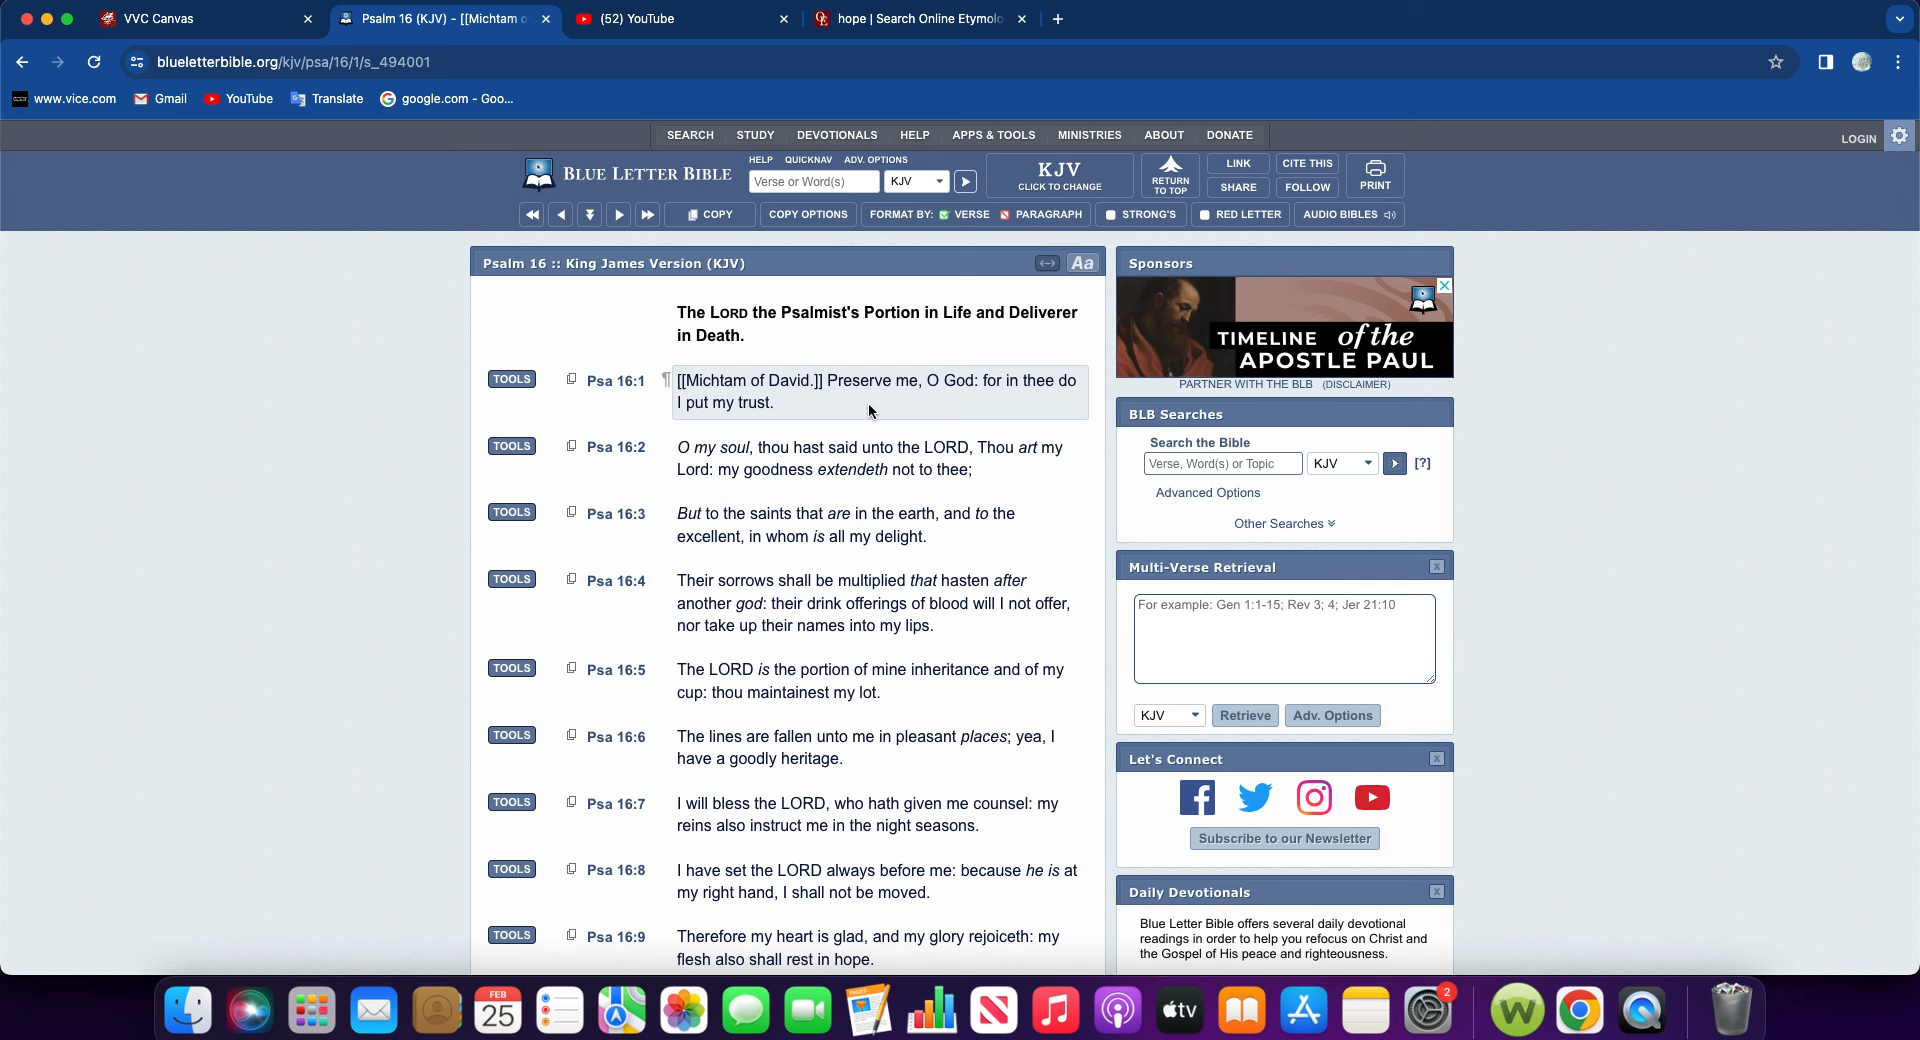 VVC Canvas
Psalm 16 (KJV) - [[Michtam o
(52) YouTube
hope | Search Online Etymolo
blueletterbible.org/kjv/psa/16/1/s_494001
www.vice.com
Gmail
YouTube
Translate
google.com - Goo...
SEARCH STUDY DEVOTIONALS HELP APPS & TOOLS MINISTRIES ABOUT DONATE
LOGIN
BLUE LETTER BIBLE
HELP QUICKNAV ADV. OPTIONS
Verse or Word(s)
KJV
KJV
CLICK TO CHANGE
RETURN
TO TOP
LINK
CITE THIS
SHARE
FOLLOW
PRINT
COPY
COPY OPTIONS
FORMAT BY: VERSE PARAGRAPH
STRONG'S
RED LETTER
AUDIO BIBLES
Psalm 16 :: King James Version (KJV)
Aa
The LORD the Psalmist's Portion in Life and Deliverer
in Death.
TOOLS Psa 16:1 ¶ [[Michtam of David.]] Preserve me, O God: for in thee do
I put my trust.
TOOLS Psa 16:2 O my soul, thou hast said unto the LORD, Thou art my
Lord: my goodness extendeth not to thee;
TOOLS Psa 16:3 But to the saints that are in the earth, and to the
excellent, in whom is all my delight.
TOOLS Psa 16:4 Their sorrows shall be multiplied that hasten after
another god: their drink offerings of blood will I not offer,
nor take up their names into my lips.
TOOLS Psa 16:5 The LORD is the portion of mine inheritance and of my
cup: thou maintainest my lot.
TOOLS Psa 16:6 The lines are fallen unto me in pleasant places; yea, I
have a goodly heritage.
TOOLS Psa 16:7 I will bless the LORD, who hath given me counsel: my
reins also instruct me in the night seasons.
TOOLS Psa 16:8 I have set the LORD always before me: because he is at
my right hand, I shall not be moved.
TOOLS Psa 16:9 Therefore my heart is glad, and my glory rejoiceth: my
flesh also shall rest in hope.
Sponsors
TIMELINE of the
APOSTLE PAUL
PARTNER WITH THE BLB (DISCLAIMER)
BLB Searches
Search the Bible
Verse, Word(s) or Topic
KJV
[?]
Advanced Options
Other Searches
Multi-Verse Retrieval
For example: Gen 1:1-15; Rev 3; 4; Jer 21:10
KJV
Retrieve
Adv. Options
Let's Connect
Subscribe to our Newsletter
Daily Devotionals
Blue Letter Bible offers several daily devotional
readings in order to help you refocus on Christ and
the Gospel of His peace and righteousness.
FEB
25
PAGES
tv
2